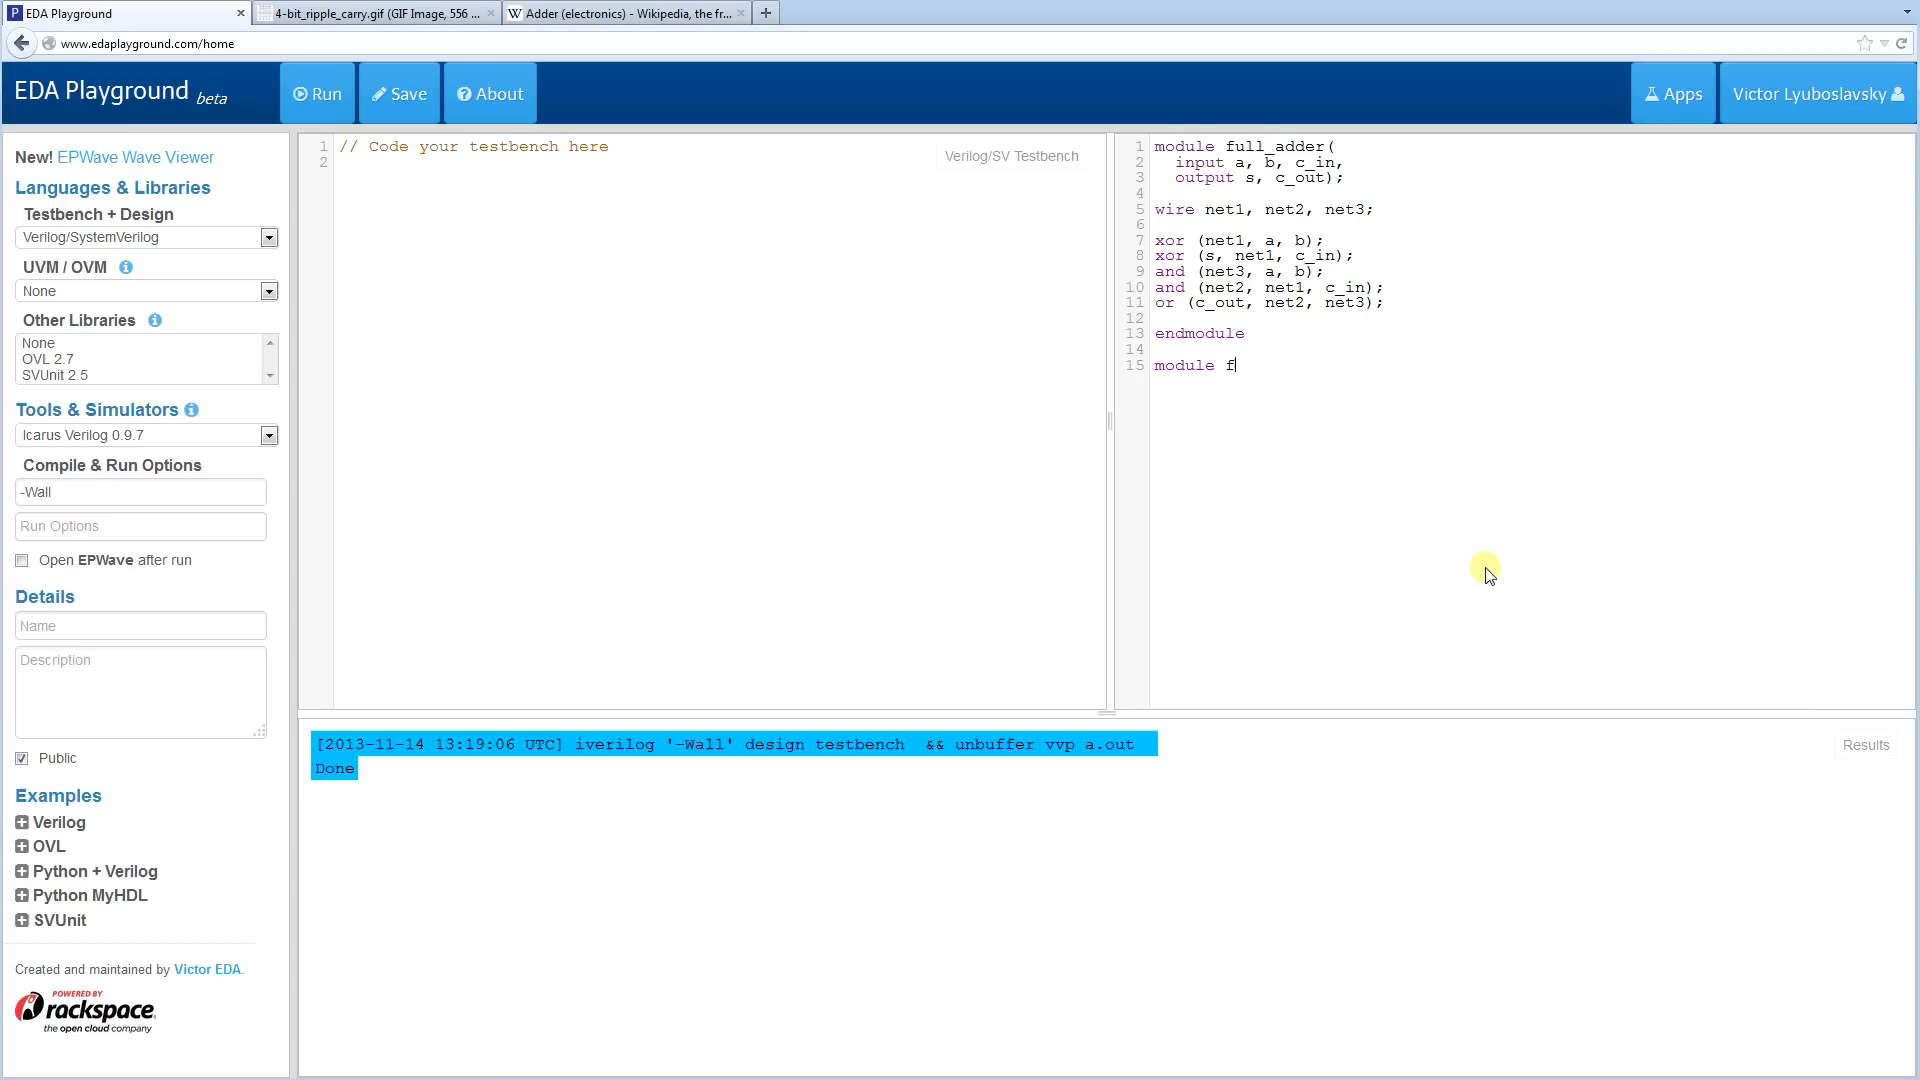 EDA Playground
4-bit_ripple_carry.gif (GIF Image, 556 ...
W Adder (electronics) - Wikipedia, the fr...
www.edaplayground.com/home
EDA Playground beta
Run
Save
About
Apps
Victor Lyuboslavsky
New! EPWave Wave Viewer
Languages & Libraries
Testbench + Design
Verilog/SystemVerilog
UVM / OVM
None
Other Libraries
None
OVL 2.7
SVUnit 2.5
Tools & Simulators
Icarus Verilog 0.9.7
Compile & Run Options
-Wall
Run Options
Open EPWave after run
Details
Name
Description
Public
Examples
Verilog
OVL
Python + Verilog
Python MyHDL
SVUnit
Created and maintained by Victor EDA.
POWERED BY
rackspace.
the open cloud company
1 // Code your testbench here
2
Verilog/SV Testbench
1 module full_adder(
2   input a, b, c_in,
3   output s, c_out);
4
5 wire net1, net2, net3;
6
7 xor (net1, a, b);
8 xor (s, net1, c_in);
9 and (net3, a, b);
10 and (net2, net1, c_in);
11 or (c_out, net2, net3);
12
13 endmodule
14
15 module f
[2013-11-14 13:19:06 UTC] iverilog '-Wall' design testbench  && unbuffer vvp a.out
Done
Results